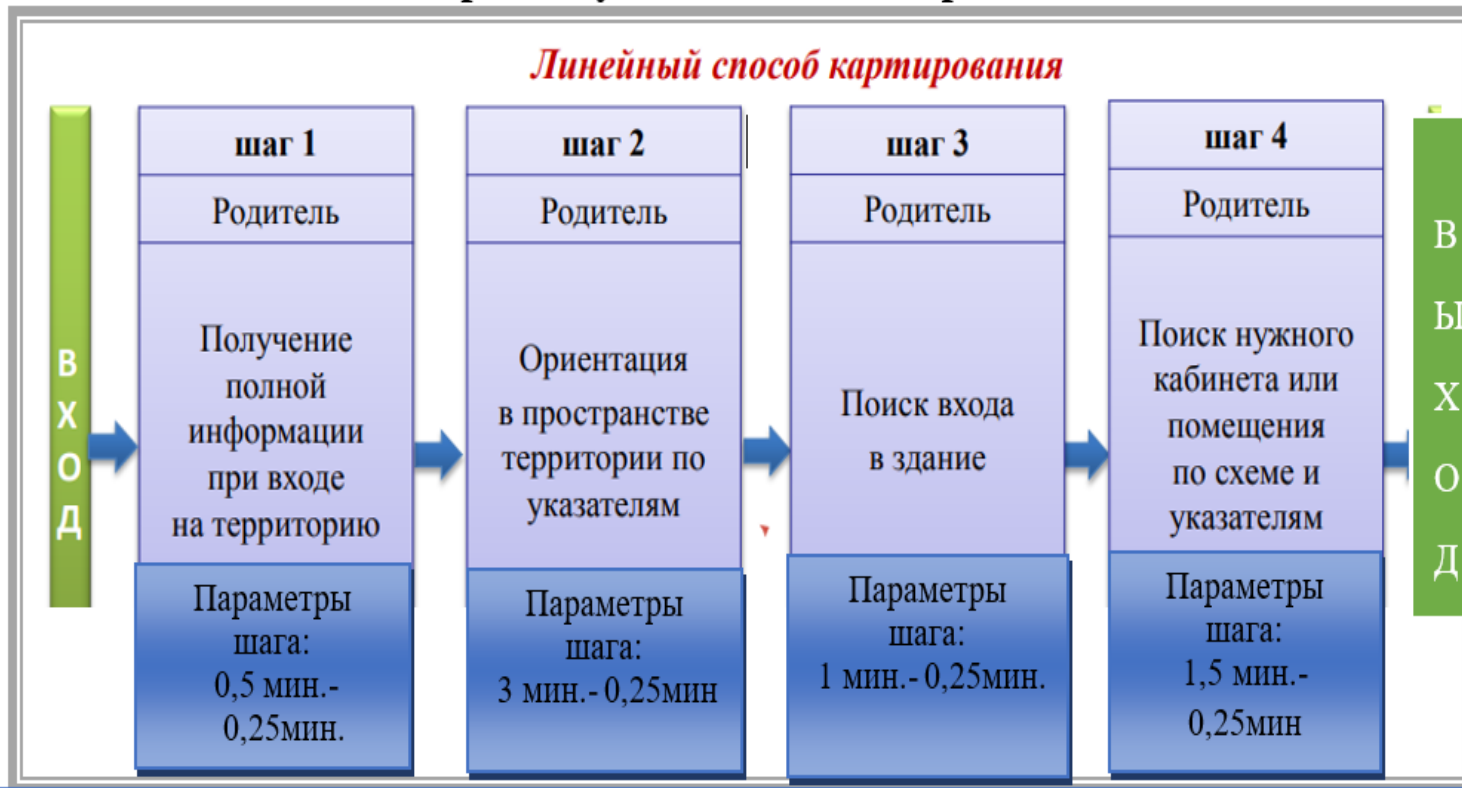 Линейный способ картирования
В
Х
О
Д
шаг 1
Родитель
Получение
полной
информации
при входе
на территорию
Параметры
шага:
0,5 мин.-
0,25мин.
шаг 2
Родитель
Ориентация
в пространстве
территории по
указателям
Параметры
шага:
3 мин.- 0,25мин
шаг 3
Родитель
Поиск входа
в здание
Параметры
шага:
1 мин.- 0,25мин.
шаг 4
Родитель
Поиск нужного
кабинета или
помещения
по схеме и
указателям
Параметры
шага:
1,5 мин.-
0,25мин
В
Ы
Х
О
Д